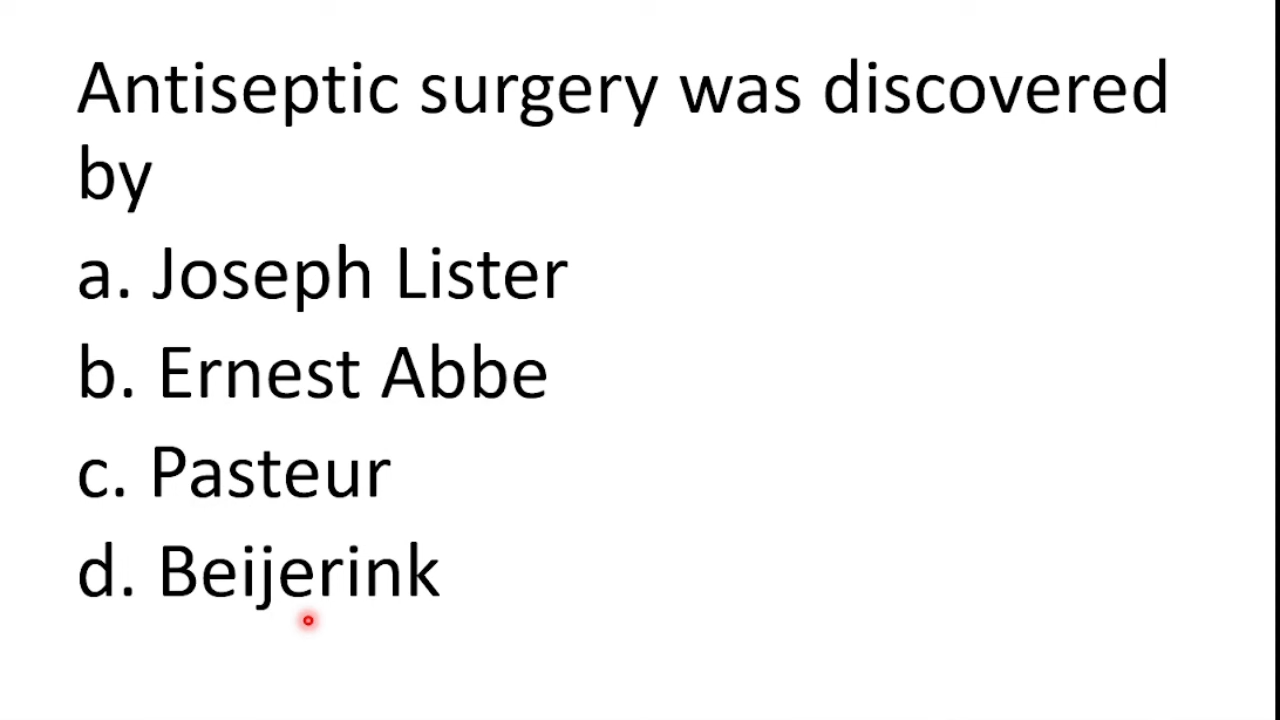 Antiseptic surgery was discovered
by
a. Joseph Lister
b. Ernest Abbe
c. Pasteur
d. Beijerink